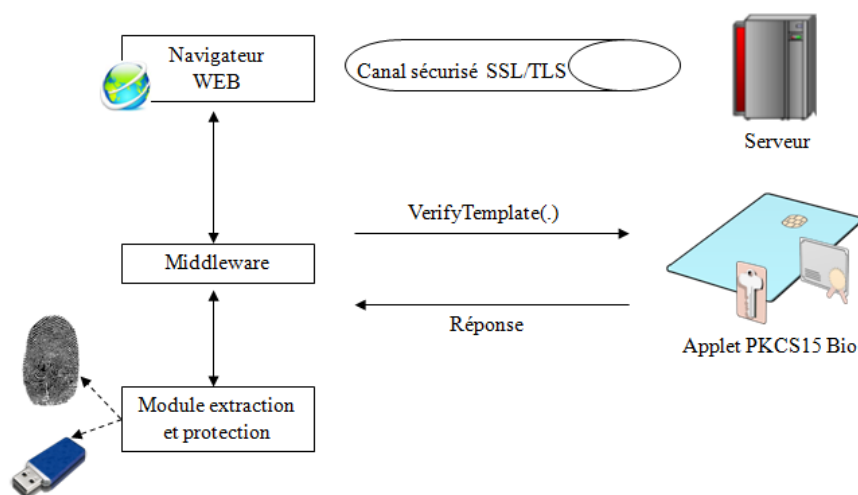 Navigateur
WEB
Canal sécurisé SSL/TLS
Serveur
VerifyTemplate(.)
Middleware
Réponse
Applet PKCS15 Bio
Module extraction
et protection